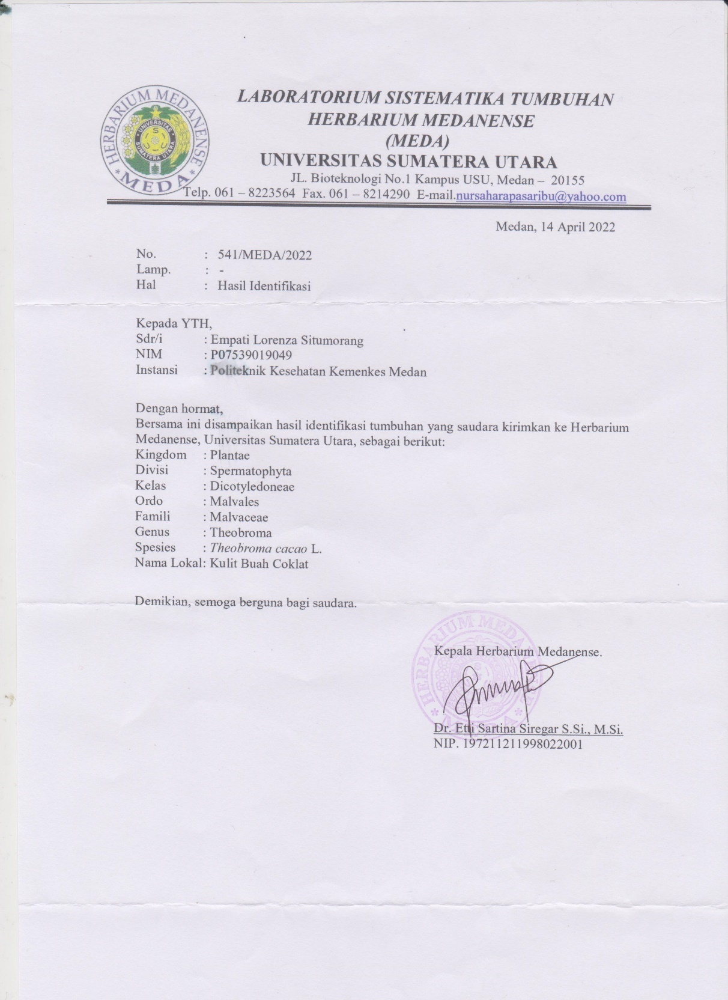 LABORATORIUM SISTEMATIKA TUMBUHAN
HERBARIUM MEDANENSE
(MEDA)
UNIVERSITAS SUMATERA UTARA
JL. Bioteknologi No.1 Kampus USU, Medan – 20155
Telp. 061 – 8223564 Fax. 061 – 8214290 E-mail.nursaharapasaribu@yahoo.com
HERBARIUM MEDANENSE
* MEDA *
UNIVERSITAS
SUMATERA UTARA
Medan, 14 April 2022
No. : 541/MEDA/2022
Lamp. : -
Hal : Hasil Identifikasi
Kepada YTH,
Sdr/i : Empati Lorenza Situmorang
NIM : P07539019049
Instansi : Politeknik Kesehatan Kemenkes Medan
Dengan hormat,
Bersama ini disampaikan hasil identifikasi tumbuhan yang saudara kirimkan ke Herbarium
Medanense, Universitas Sumatera Utara, sebagai berikut:
Kingdom : Plantae
Divisi : Spermatophyta
Kelas : Dicotyledoneae
Ordo : Malvales
Famili : Malvaceae
Genus : Theobroma
Spesies : Theobroma cacao L.
Nama Lokal: Kulit Buah Coklat
Demikian, semoga berguna bagi saudara.
Kepala Herbarium Medanense.
HERBARIUM MEDANENSE
* MEDA *
Dr. Etti Sartina Siregar S.Si., M.Si.
NIP. 197211211998022001